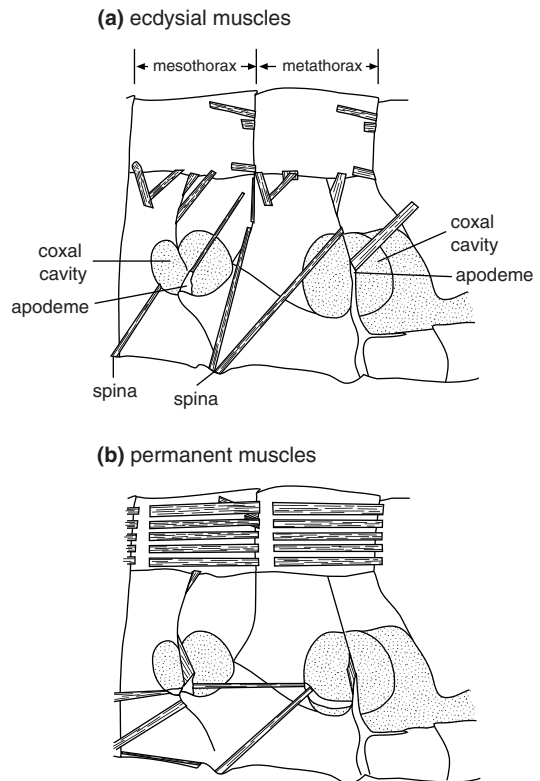 (a) ecdysial muscles
mesothorax metathorax
coxal
cavity
apodeme
coxal
cavity
apodeme
spina
spina
(b) permanent muscles